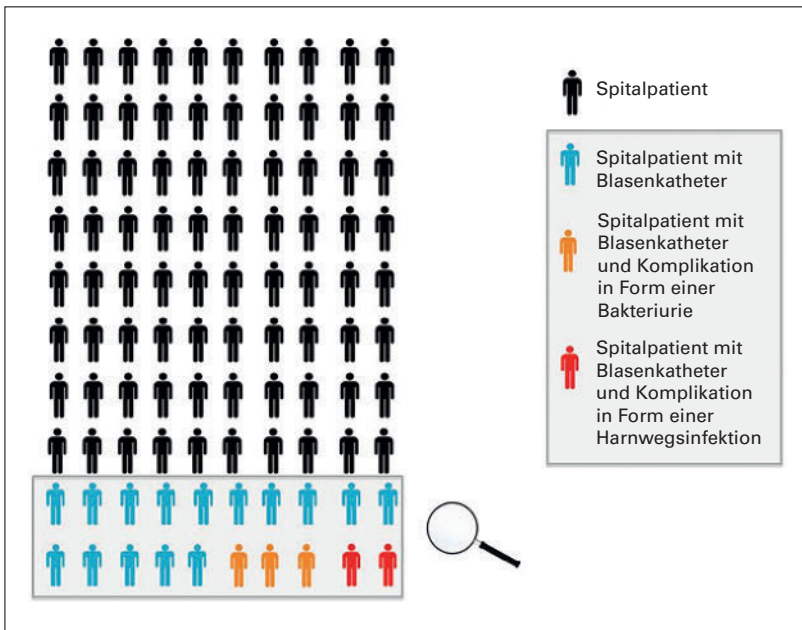 Spitalpatient
Spitalpatient mit
Blasenkatheter
Spitalpatient mit
Blasenkatheter
und Komplikation
in Form einer
Bakteriurie
Spitalpatient mit
Blasenkatheter
und Komplikation
in Form einer
Harnwegsinfektion